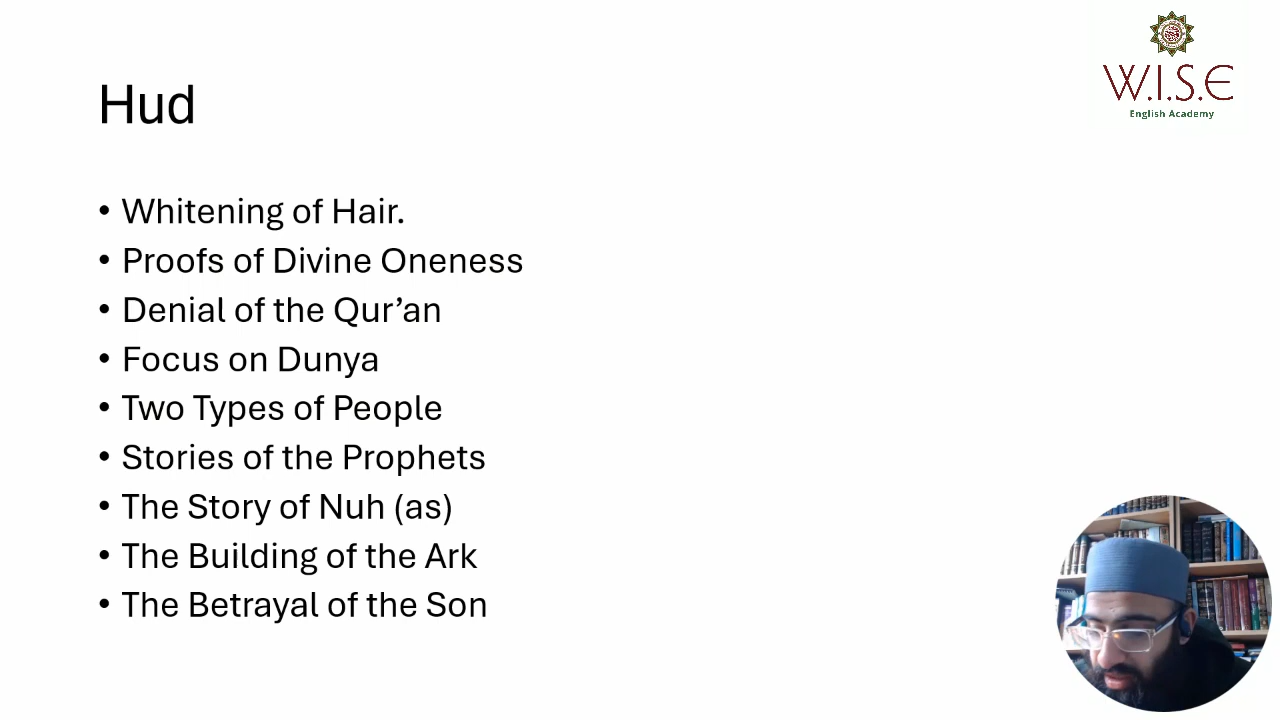 W.I.S.E
English Academy
Hud
• Whitening of Hair.
• Proofs of Divine Oneness
• Denial of the Qur’an
• Focus on Dunya
• Two Types of People
• Stories of the Prophets
• The Story of Nuh (as)
• The Building of the Ark
• The Betrayal of the Son